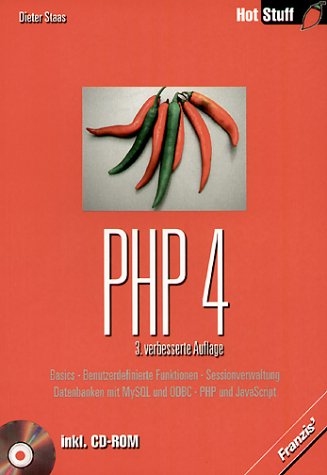 Dieter Staas
Hot Stuff
PHP 4
3. verbesserte Auflage
Basics · Benutzerdefinierte Funktionen · Sessionverwaltung
Datenbanken mit MySQL und ODBC · PHP und JavaScript
inkl. CD-ROM
Franzis'